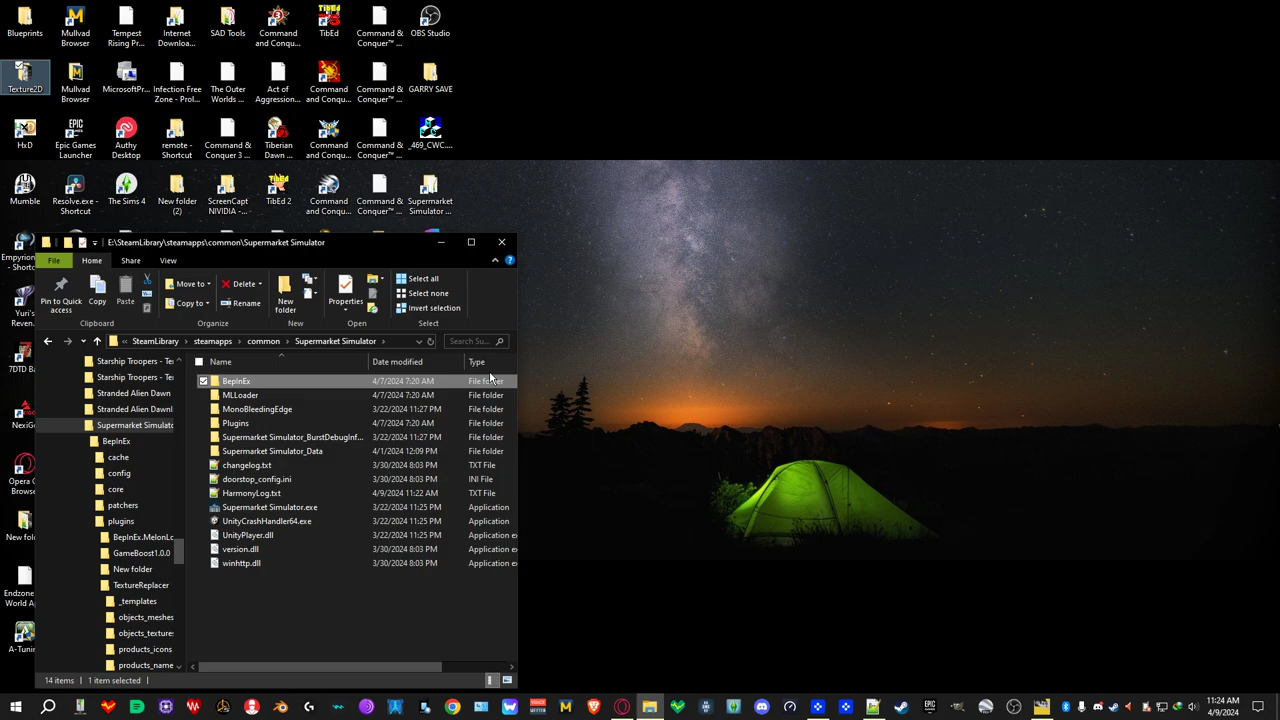 Blueprints
Mullvad Browser
Tempest Rising Pr...
Internet Downloa...
SAD Tools
Command and Conqu...
TibEd
Command & Conquer™ ...
OBS Studio
Texture2D
Mullvad Browser
MicrosoftPr...
Infection Free Zone - Prol...
The Outer Worlds ...
Act of Aggression...
Command and Conqu...
Command & Conquer™ ...
GARRY SAVE
HxD
Epic Games Launcher
Authy Desktop
remote - Shortcut
Command & Conquer 3 ...
Tiberian Dawn ...
Command and Conqu...
Command & Conquer™ ...
_469_CWC....
Mumble
Resolve.exe - Shortcut
The Sims 4
New folder (2)
ScreenCapt NVIDIA -...
TibEd 2
Command and Conqu...
Command & Conquer™ ...
Supermarket Simulator ...
Empyrion - Shortc
Yuri's Reven..
7DTD Ba
NexiGo
Opera G Browse
New fold
Endzone World Ap
A-Tunin
E:\SteamLibrary\steamapps\common\Supermarket Simulator
File Home Share View
Pin to Quick access
Copy
Paste
Move to
Copy to
Delete
Rename
New folder
Properties
Select all
Select none
Invert selection
Clipboard Organize New Open Select
« SteamLibrary > steamapps > common > Supermarket Simulator >
Search Su...
Name Date modified Type
BepInEx 4/7/2024 7:20 AM File folder
MLLoader 4/7/2024 7:20 AM File folder
MonoBleedingEdge 3/22/2024 11:27 PM File folder
Plugins 4/7/2024 7:20 AM File folder
Supermarket Simulator_BurstDebugInf... 3/22/2024 11:27 PM File folder
Supermarket Simulator_Data 4/1/2024 12:09 PM File folder
changelog.txt 3/30/2024 8:03 PM TXT File
doorstop_config.ini 3/30/2024 8:03 PM INI File
HarmonyLog.txt 4/9/2024 11:22 AM TXT File
Supermarket Simulator.exe 3/22/2024 11:25 PM Application
UnityCrashHandler64.exe 3/22/2024 11:25 PM Application
UnityPlayer.dll 3/22/2024 11:25 PM Application ex
version.dll 3/30/2024 8:03 PM Application ex
winhttp.dll 3/30/2024 8:03 PM Application ex
Starship Troopers - Ter
Starship Troopers - Ter
Stranded Alien Dawn
Stranded Alien DawnI
Supermarket Simulato
BepInEx
cache
config
core
patchers
plugins
BepInEx.MelonLo
GameBoost1.0.0
New folder
TextureReplacer
_templates
objects_meshes
objects_textures
products_icons
products_name
14 items 1 item selected
11:24 AM
4/9/2024